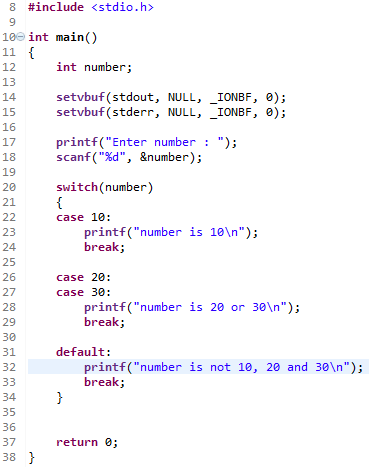 8 #include <stdio.h>
9
10 int main()
11 {
12     int number;
13
14     setvbuf(stdout, NULL, _IONBF, 0);
15     setvbuf(stderr, NULL, _IONBF, 0);
16
17     printf("Enter number : ");
18     scanf("%d", &number);
19
20     switch(number)
21     {
22     case 10:
23         printf("number is 10\n");
24         break;
25
26     case 20:
27     case 30:
28         printf("number is 20 or 30\n");
29         break;
30
31     default:
32         printf("number is not 10, 20 and 30\n");
33         break;
34     }
35
36
37     return 0;
38 }